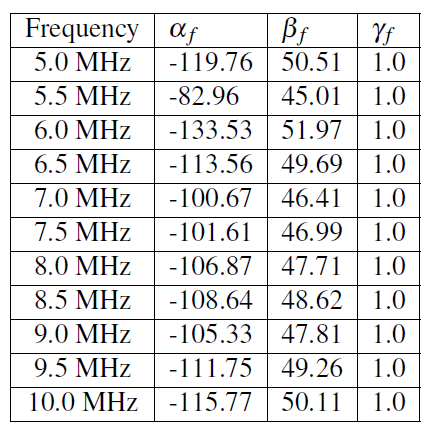 Frequency α_f β_f γ_f
5.0 MHz -119.76 50.51 1.0
5.5 MHz -82.96 45.01 1.0
6.0 MHz -133.53 51.97 1.0
6.5 MHz -113.56 49.69 1.0
7.0 MHz -100.67 46.41 1.0
7.5 MHz -101.61 46.99 1.0
8.0 MHz -106.87 47.71 1.0
8.5 MHz -108.64 48.62 1.0
9.0 MHz -105.33 47.81 1.0
9.5 MHz -111.75 49.26 1.0
10.0 MHz -115.77 50.11 1.0